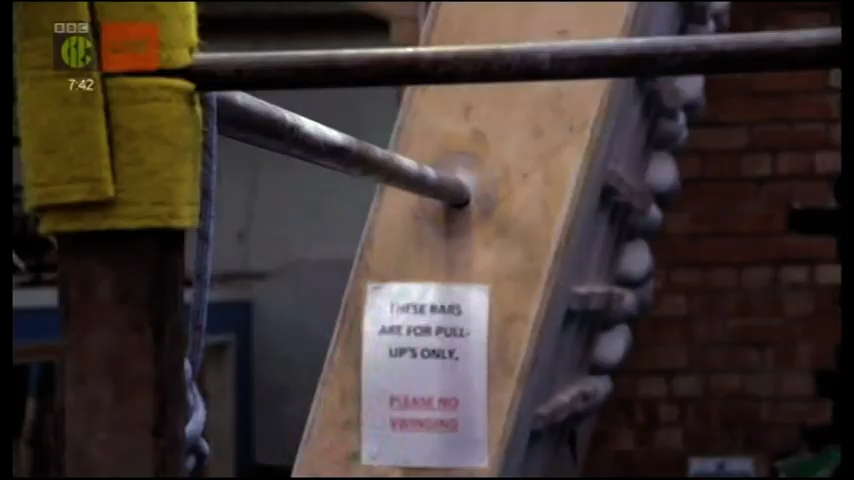 BBC
7:42
THESE BARS
ARE FOR PULL-
UP'S ONLY.
PLEASE NO
SWINGING